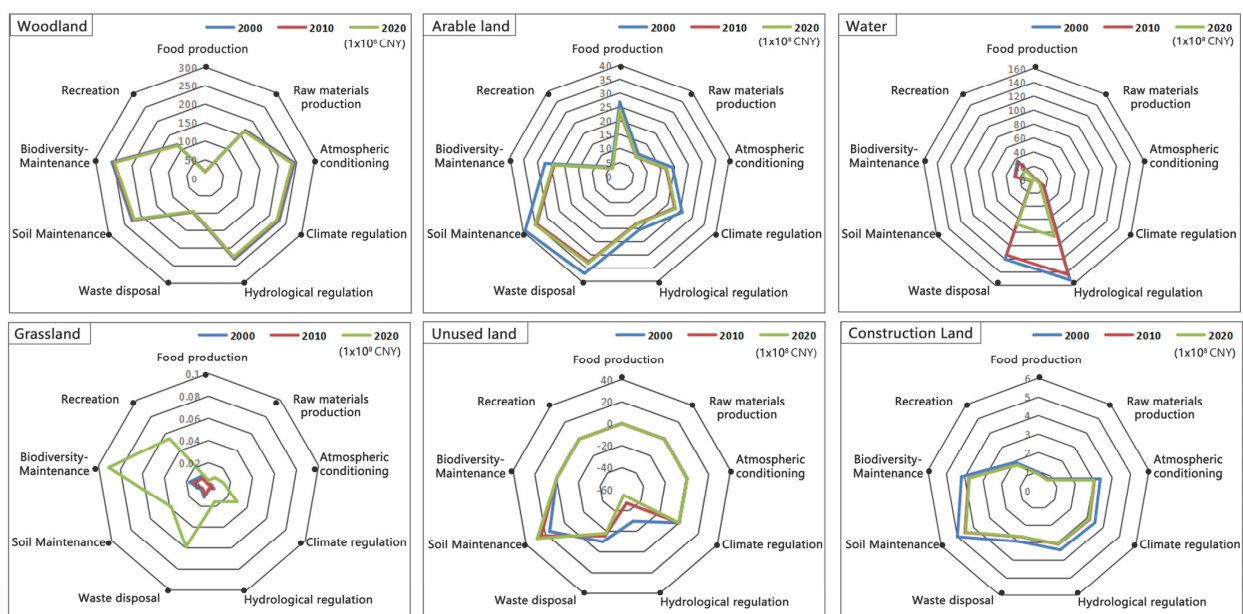 Woodland
2000 2010 2020
(1x10⁸ CNY)
Food production
300
250
200
150
100
50
0
Recreation
Raw materials
production
Biodiversity-
Maintenance
Atmospheric
conditioning
Soil Maintenance
Climate regulation
Waste disposal
Hydrological regulation
Arable land
2000 2010 2020
(1x10⁸ CNY)
Food production
40
35
30
25
20
15
10
5
0
Recreation
Raw materials
production
Biodiversity-
Maintenance
Atmospheric
conditioning
Soil Maintenance
Climate regulation
Waste disposal
Hydrological regulation
Water
2000 2010 2020
(1x10⁸ CNY)
Food production
160
140
120
100
80
60
40
Recreation
Raw materials
production
Biodiversity-
Maintenance
Atmospheric
conditioning
Soil Maintenance
Climate regulation
Waste disposal
Hydrological regulation
Grassland
2000 2010 2020
(1x10⁸ CNY)
Food production
0.1
0.08
0.06
0.04
0.02
Recreation
Raw materials
production
Biodiversity-
Maintenance
Atmospheric
conditioning
Soil Maintenance
Climate regulation
Waste disposal
Hydrological regulation
Unused land
2000 2010 2020
(1x10⁸ CNY)
Food production
40
20
-0
-20
-40
-60
Recreation
Raw materials
production
Biodiversity-
Maintenance
Atmospheric
conditioning
Soil Maintenance
Climate regulation
Waste disposal
Hydrological regulation
Construction Land
2000 2010 2020
(1x10⁸ CNY)
Food production
6
5
4
3
2
0
Recreation
Raw materials
production
Biodiversity-
Maintenance
Atmospheric
conditioning
Soil Maintenance
Climate regulation
Waste disposal
Hydrological regulation